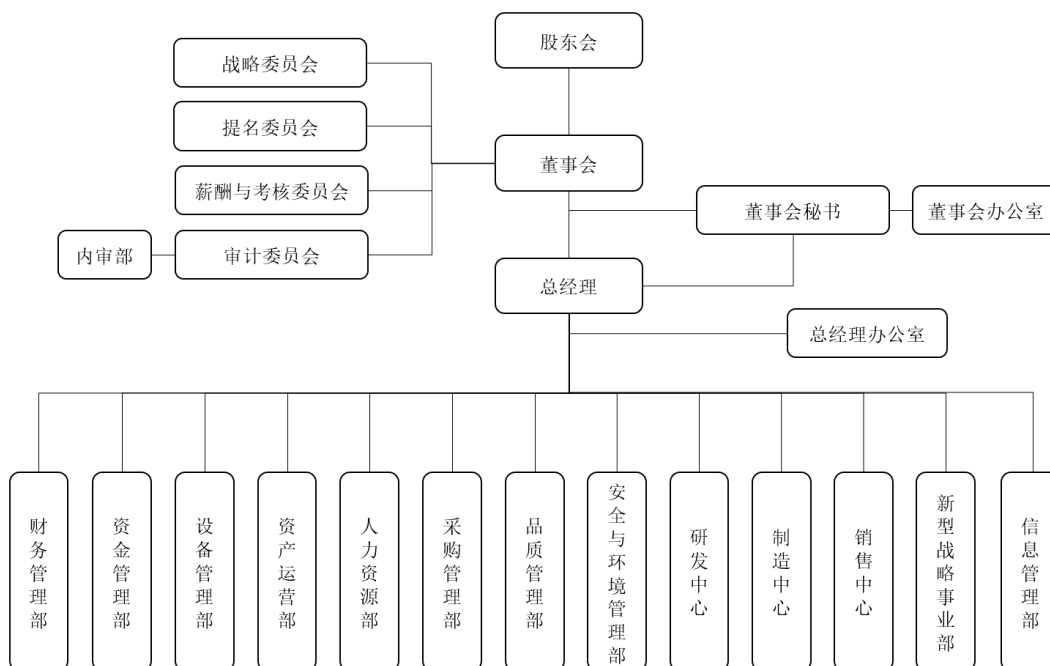 股东会
战略委员会
提名委员会
董事会
薪酬与考核委员会
董事会秘书
董事会办公室
内审部
审计委员会
总经理
总经理办公室
财务管理部
资金管理部
设备管理部
资产运营部
人力资源部
采购管理部
品质管理部
安全与环境管理部
研发中心
制造中心
销售中心
新型战略事业部
信息管理部